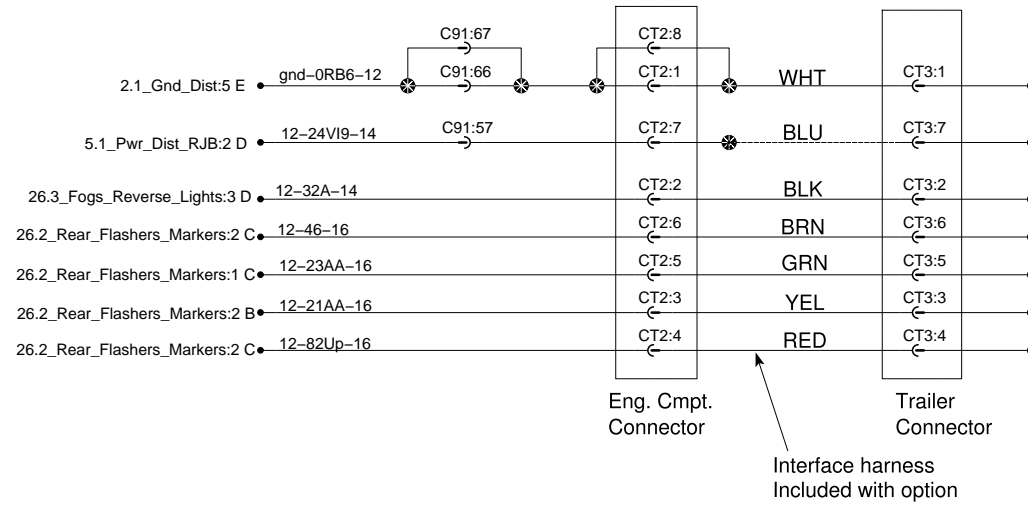 C91:67 CT2:8
2.1_Gnd_Dist:5 E gnd−0RB6−12 C91:66 CT2:1 WHT CT3:1
5.1_Pwr_Dist_RJB:2 D 12−24VI9−14 C91:57 CT2:7 BLU CT3:7
26.3_Fogs_Reverse_Lights:3 D 12−32A−14 CT2:2 BLK CT3:2
26.2_Rear_Flashers_Markers:2 C 12−46−16 CT2:6 BRN CT3:6
26.2_Rear_Flashers_Markers:1 C 12−23AA−16 CT2:5 GRN CT3:5
26.2_Rear_Flashers_Markers:2 B 12−21AA−16 CT2:3 YEL CT3:3
26.2_Rear_Flashers_Markers:2 C 12−82Up−16 CT2:4 RED CT3:4
Eng. Cmpt.
Connector
Trailer
Connector
Interface harness
Included with option